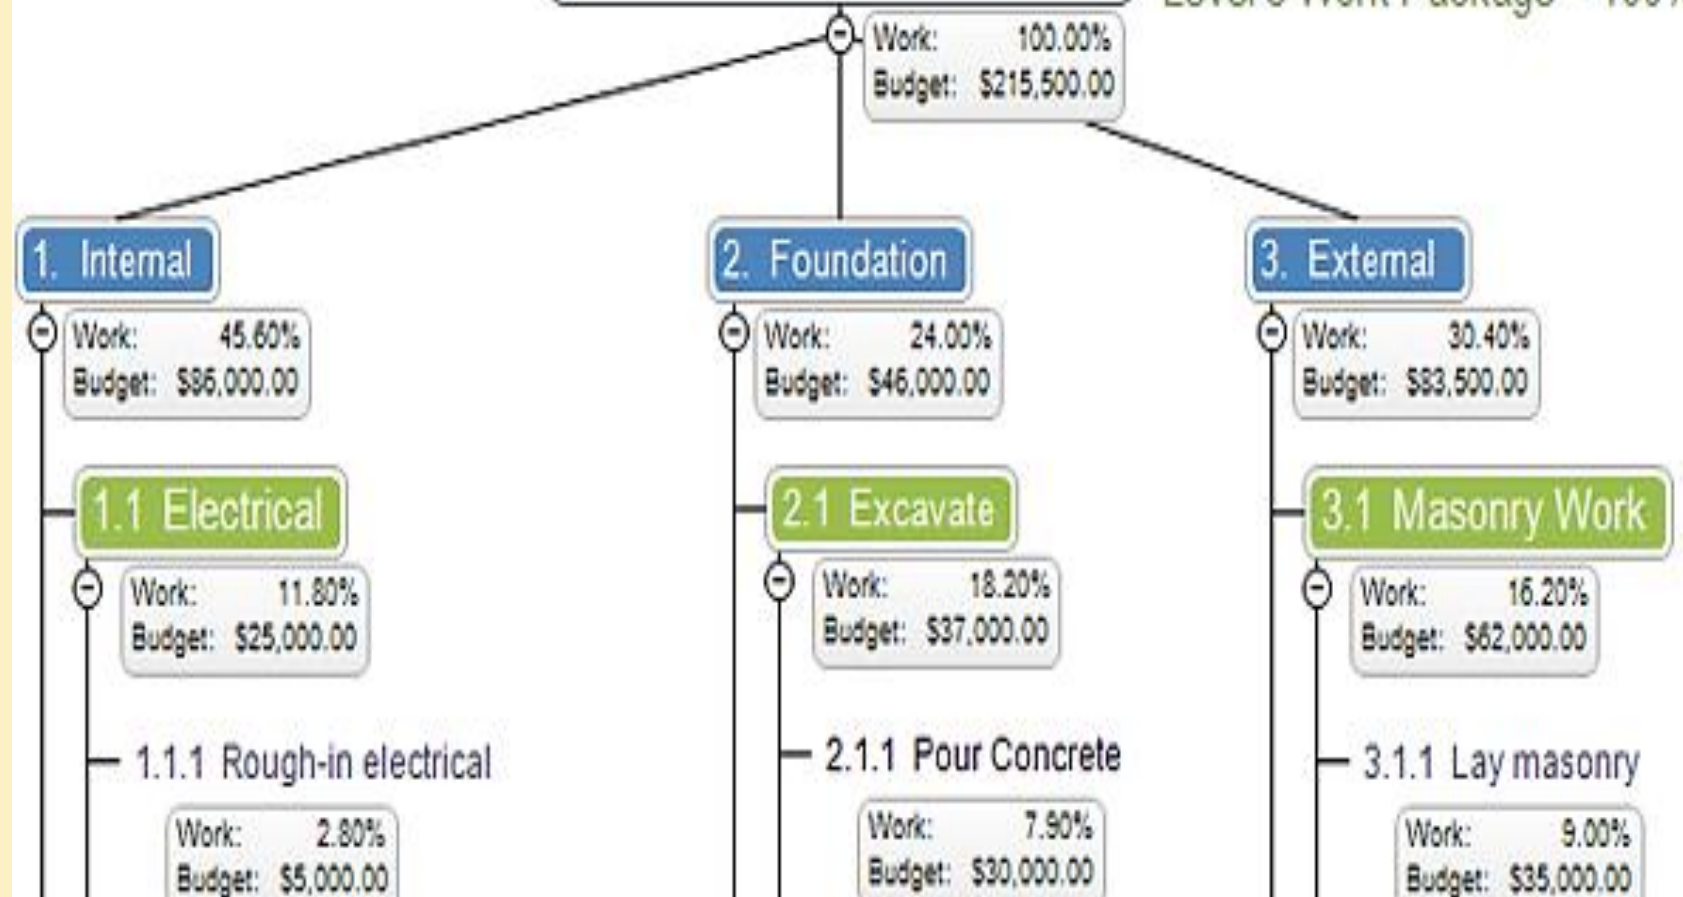 Work: 100.00%
Budget: $215,500.00
1. Internal
2. Foundation
3. External
Work: 45.60%
Budget: $86,000.00
Work: 24.00%
Budget: $46,000.00
Work: 30.40%
Budget: $83,500.00
1.1 Electrical
2.1 Excavate
3.1 Masonry Work
Work: 11.80%
Budget: $25,000.00
Work: 18.20%
Budget: $37,000.00
Work: 16.20%
Budget: $62,000.00
1.1.1 Rough-in electrical
2.1.1 Pour Concrete
3.1.1 Lay masonry
Work: 2.80%
Budget: $5,000.00
Work: 7.90%
Budget: $30,000.00
Work: 9.00%
Budget: $35,000.00